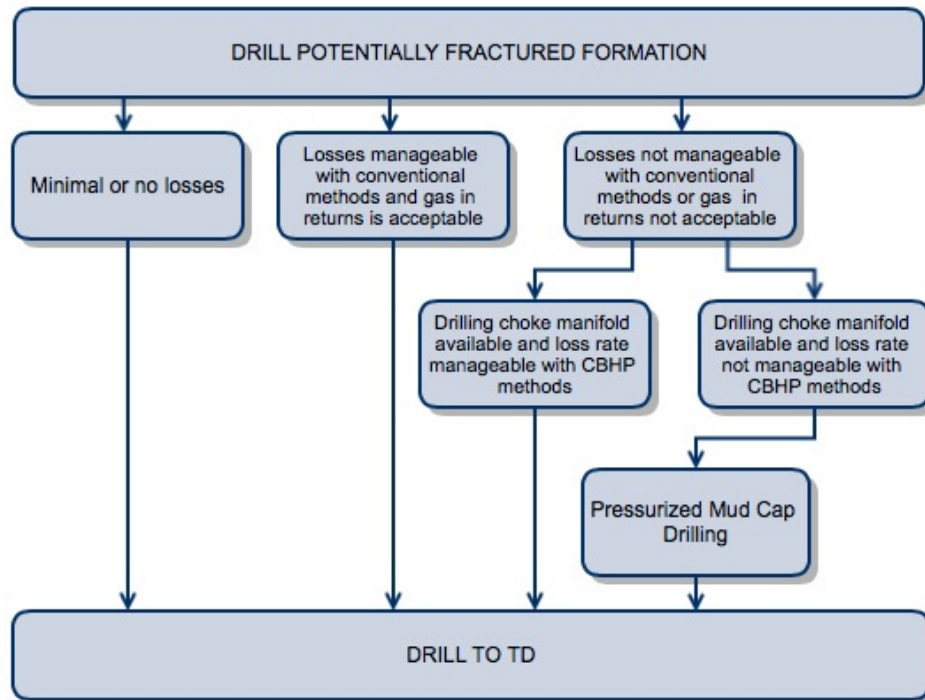 DRILL POTENTIALLY FRACTURED FORMATION
Minimal or no losses
Losses manageable
with conventional
methods and gas in
returns is acceptable
Losses not manageable
with conventional
methods or gas in
returns not acceptable
Drilling choke manifold
available and loss rate
manageable with CBHP
methods
Drilling choke manifold
available and loss rate
not manageable with
CBHP methods
Pressurized Mud Cap
Drilling
DRILL TO TD